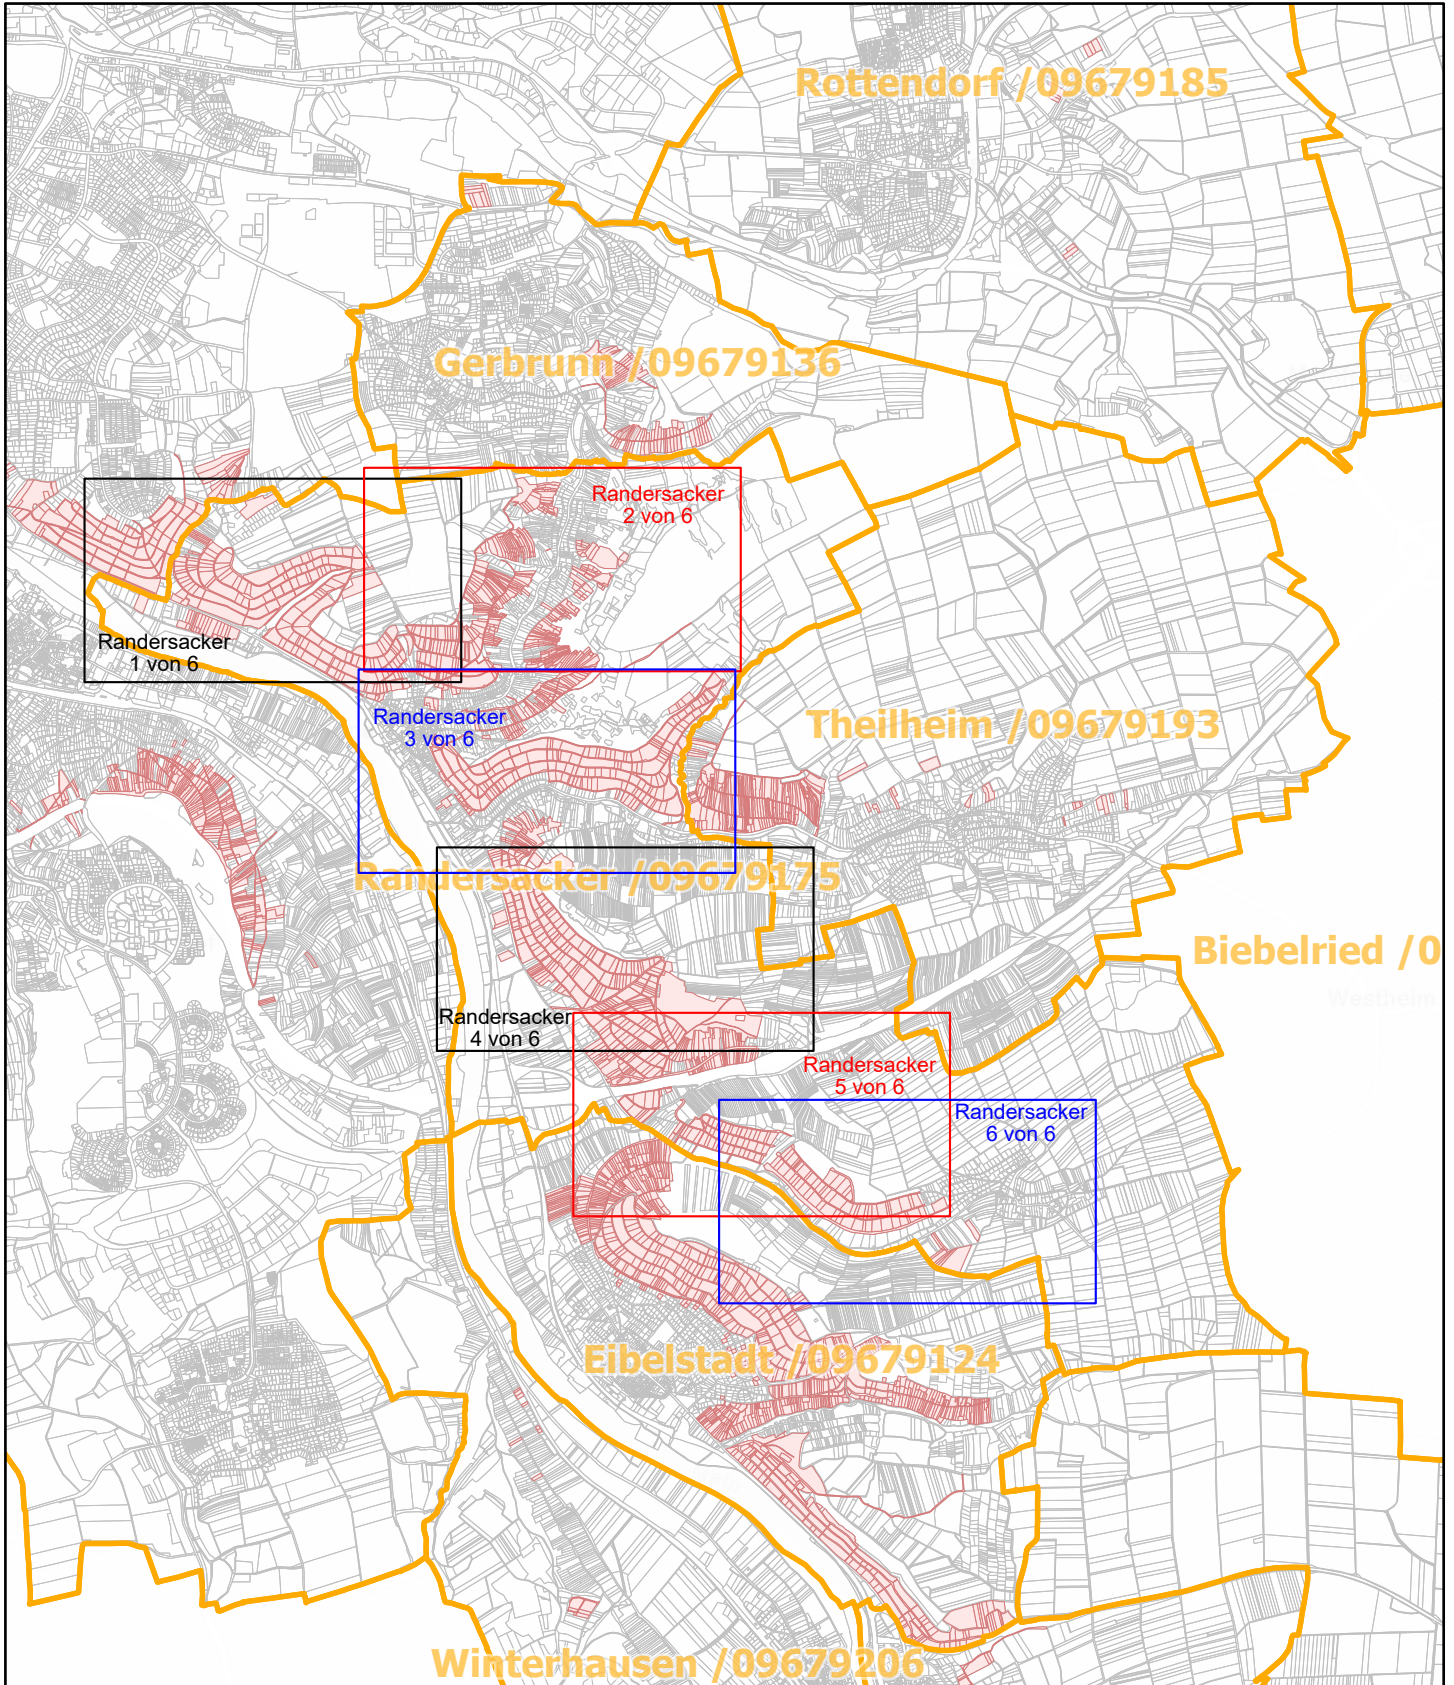 Rottendorf /09679185
Gerbrunn /09679136
Randersacker
2 von 6
Randersacker
1 von 6
Randersacker
3 von 6
Theilheim /09679193
Randersacker /09679175
Biebelried /0
Westheim
Randersacker
4 von 6
Randersacker
5 von 6
Randersacker
6 von 6
Eibelstadt /09679124
Winterhausen /09679206